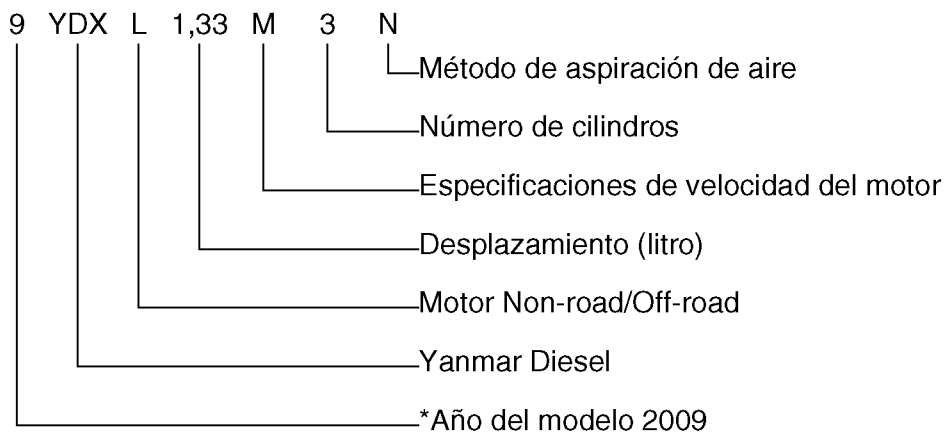 9 YDX L 1,33 M 3 N
Método de aspiración de aire
Número de cilindros
Especificaciones de velocidad del motor
Desplazamiento (litro)
Motor Non-road/Off-road
Yanmar Diesel
*Año del modelo 2009